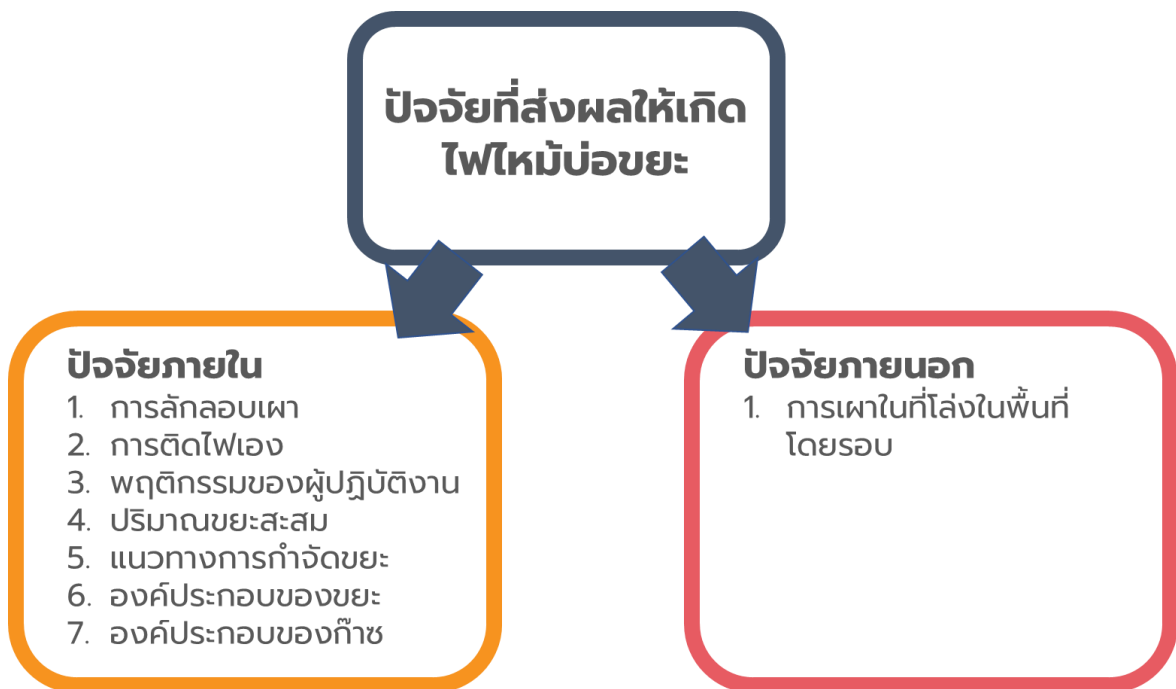 ปัจจัยที่ส่งผลให้เกิด
ไฟไหม้บ่อขยะ
ปัจจัยภายใน
1. การลักลอบเผา
2. การติดไฟเอง
3. พฤติกรรมของผู้ปฏิบัติงาน
4. ปริมาณขยะสะสม
5. แนวทางการกำจัดขยะ
6. องค์ประกอบของขยะ
7. องค์ประกอบของก๊าซ
ปัจจัยภายนอก
1. การเผาในที่โล่งในพื้นที่
โดยรอบ